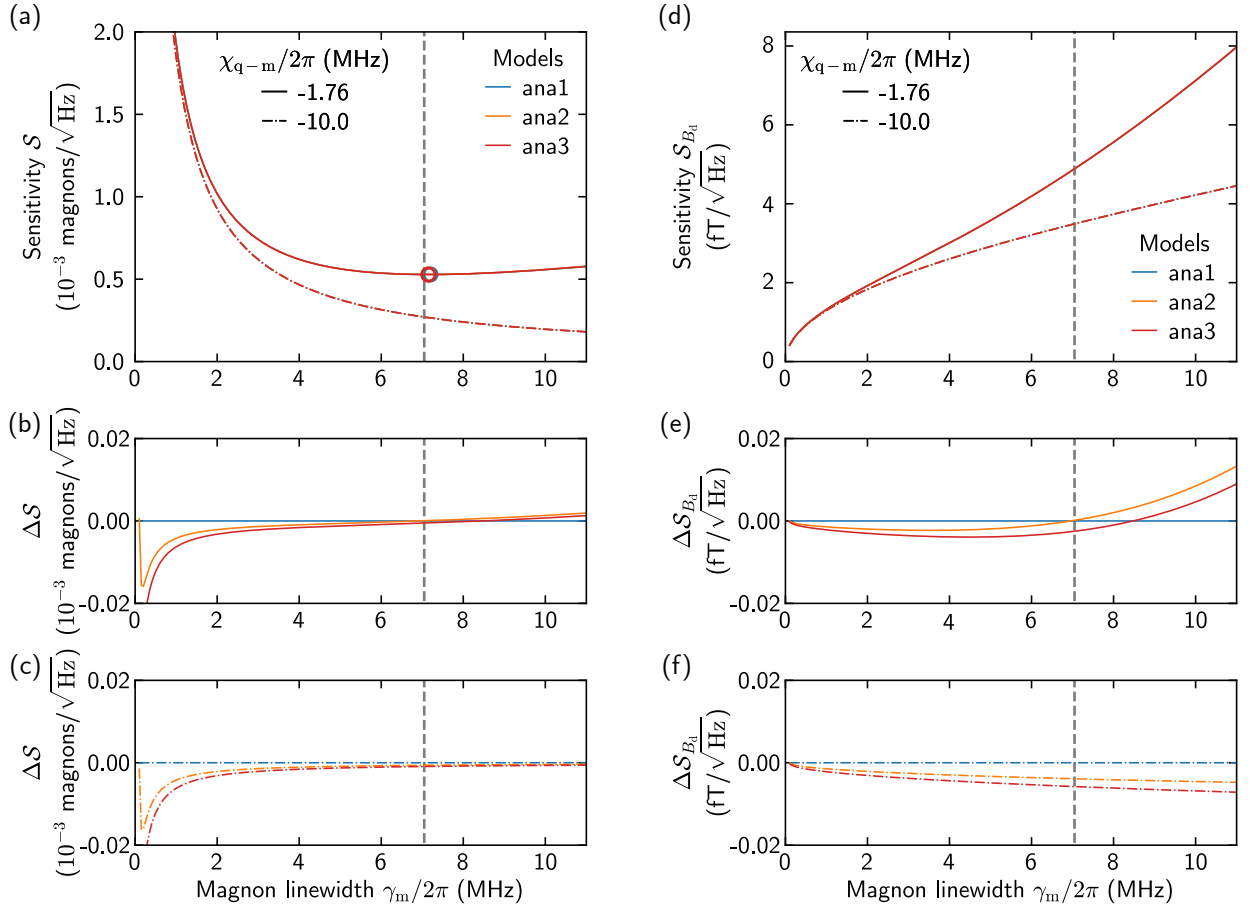 (a)
Sensitivity 𝒮
(10⁻³ magnons/√Hz)
2.0
1.5
1.0
0.5
0.0
χq−m/2π (MHz)
-1.76
-10.0
Models
ana1
ana2
ana3
0 2 4 6 8 10
(b)
Δ𝒮
(10⁻³ magnons/√Hz)
0.02
0.00
-0.02
0 2 4 6 8 10
(c)
Δ𝒮
(10⁻³ magnons/√Hz)
0.02
0.00
-0.02
0 2 4 6 8 10
Magnon linewidth γm/2π (MHz)
(d)
Sensitivity 𝒮Bd
(fT/√Hz)
8
6
4
2
0
χq−m/2π (MHz)
-1.76
-10.0
Models
ana1
ana2
ana3
0 2 4 6 8 10
(e)
Δ𝒮Bd
(fT/√Hz)
0.02
0.00
-0.02
0 2 4 6 8 10
(f)
Δ𝒮Bd
(fT/√Hz)
0.02
0.00
-0.02
0 2 4 6 8 10
Magnon linewidth γm/2π (MHz)